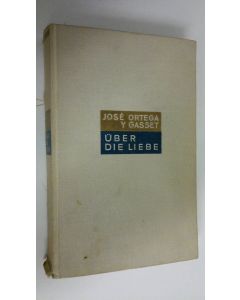 JOSÉ ORTEGA
Y GASSET
ÜBER
DIE LIEBE